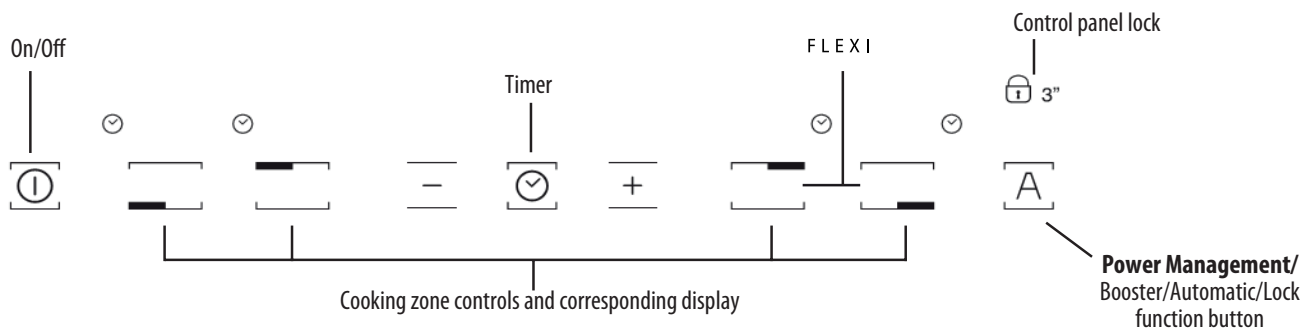 Control panel lock
On/Off
FLEXI
Timer
3”
A
Power Management/
Booster/Automatic/Lock
function button
Cooking zone controls and corresponding display